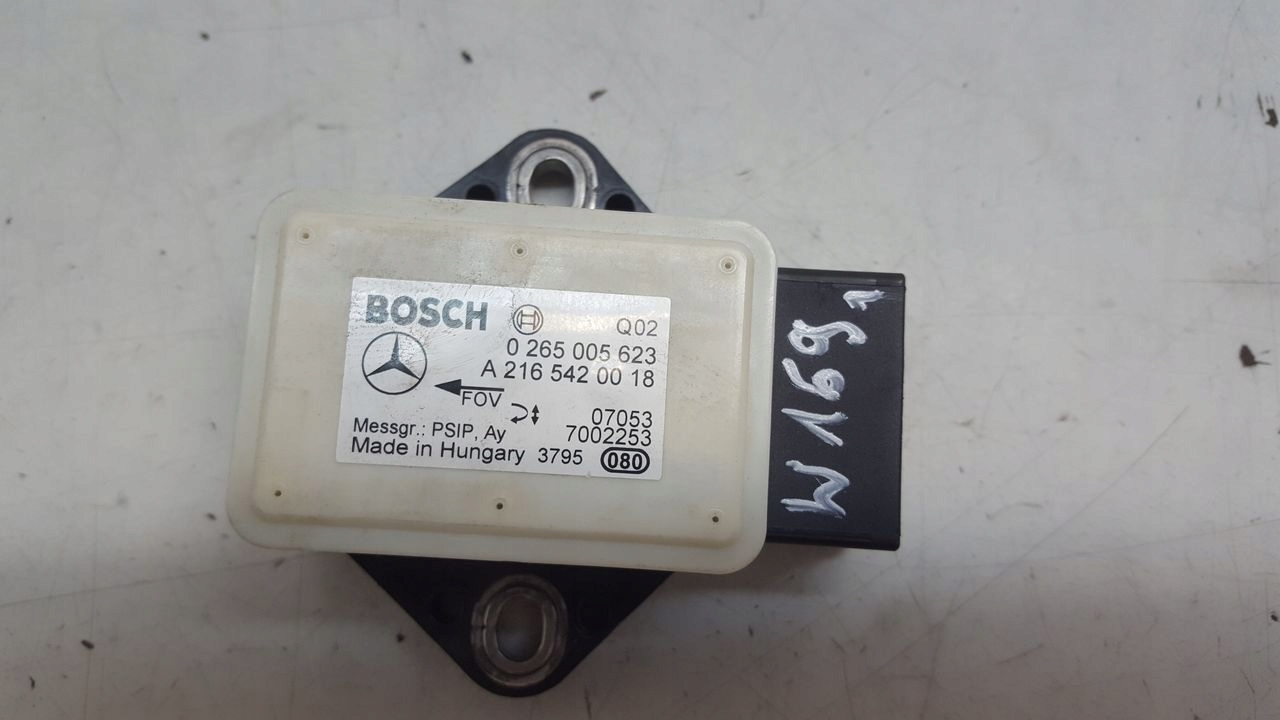 BOSCH
Q02
0 265 005 623
A 216 542 00 18
FOV
07053
Messgr.: PSIP, Ay 7002253
Made in Hungary 3795 080
W169